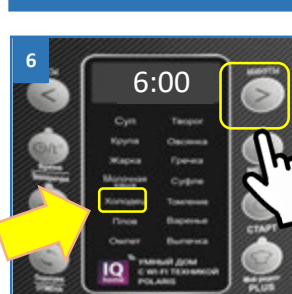 6
6:00
МИНУТЫ
Суп Творог
Крупа Овсянка
Жарка Гречка
Молочная каша Суфле
Холодец Томление
Плов Варенье
Омлет Выпечка
СТАРТ
IQ HOME
УМНЫЙ ДОМ
С WI-FI ТЕХНИКОЙ
POLARIS
PLUS